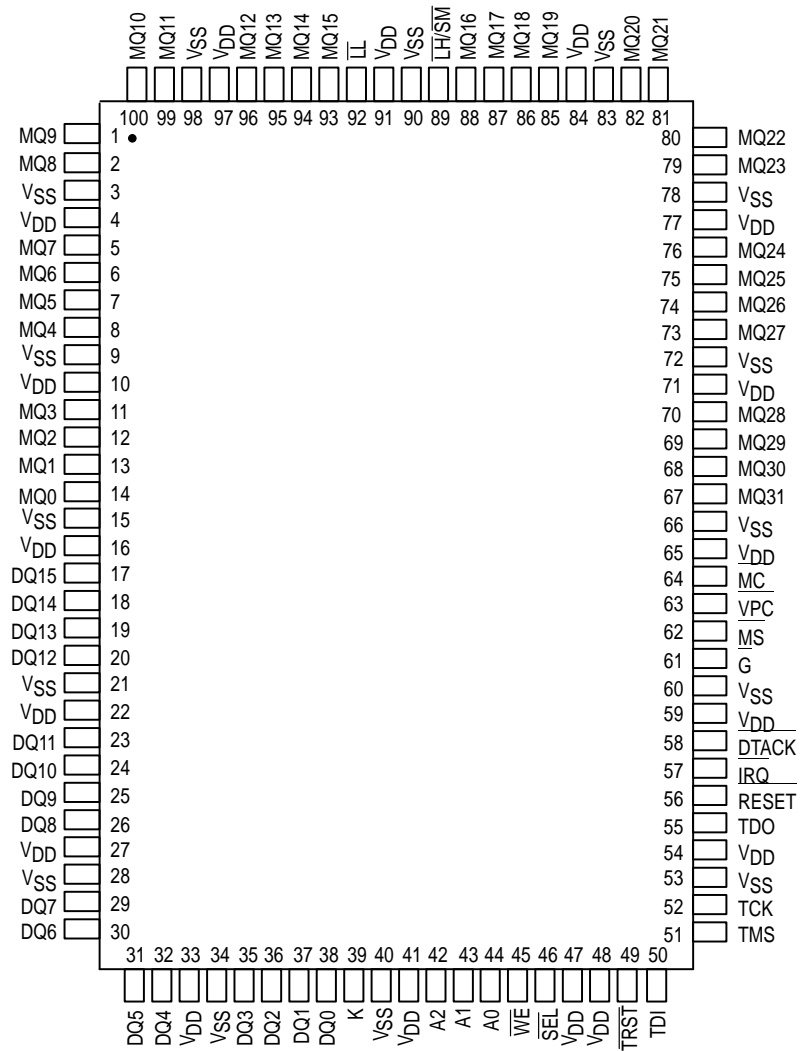 MQ10 MQ11 VSS VDD MQ12 MQ13 MQ14 MQ15 LL VDD VSS LH/SM MQ16 MQ17 MQ18 MQ19 VDD VSS MQ20 MQ21
100 99 98 97 96 95 94 93 92 91 90 89 88 87 86 85 84 83 82 81
MQ9 1 80 MQ22
MQ8 2 79 MQ23
VSS 3 78 VSS
VDD 4 77 VDD
MQ7 5 76 MQ24
MQ6 6 75 MQ25
MQ5 7 74 MQ26
MQ4 8 73 MQ27
VSS 9 72 VSS
VDD 10 71 VDD
MQ3 11 70 MQ28
MQ2 12 69 MQ29
MQ1 13 68 MQ30
MQ0 14 67 MQ31
VSS 15 66 VSS
VDD 16 65 VDD
DQ15 17 64 MC
DQ14 18 63 VPC
DQ13 19 62 MS
DQ12 20 61 G
VSS 21 60 VSS
VDD 22 59 VDD
DQ11 23 58 DTACK
DQ10 24 57 IRQ
DQ9 25 56 RESET
DQ8 26 55 TDO
VDD 27 54 VDD
VSS 28 53 VSS
DQ7 29 52 TCK
DQ6 30 51 TMS
31 32 33 34 35 36 37 38 39 40 41 42 43 44 45 46 47 48 49 50
DQ5 DQ4 VDD VSS DQ3 DQ2 DQ1 DQ0 K VSS VDD A2 A1 A0 WE SEL VDD VDD TRST TDI